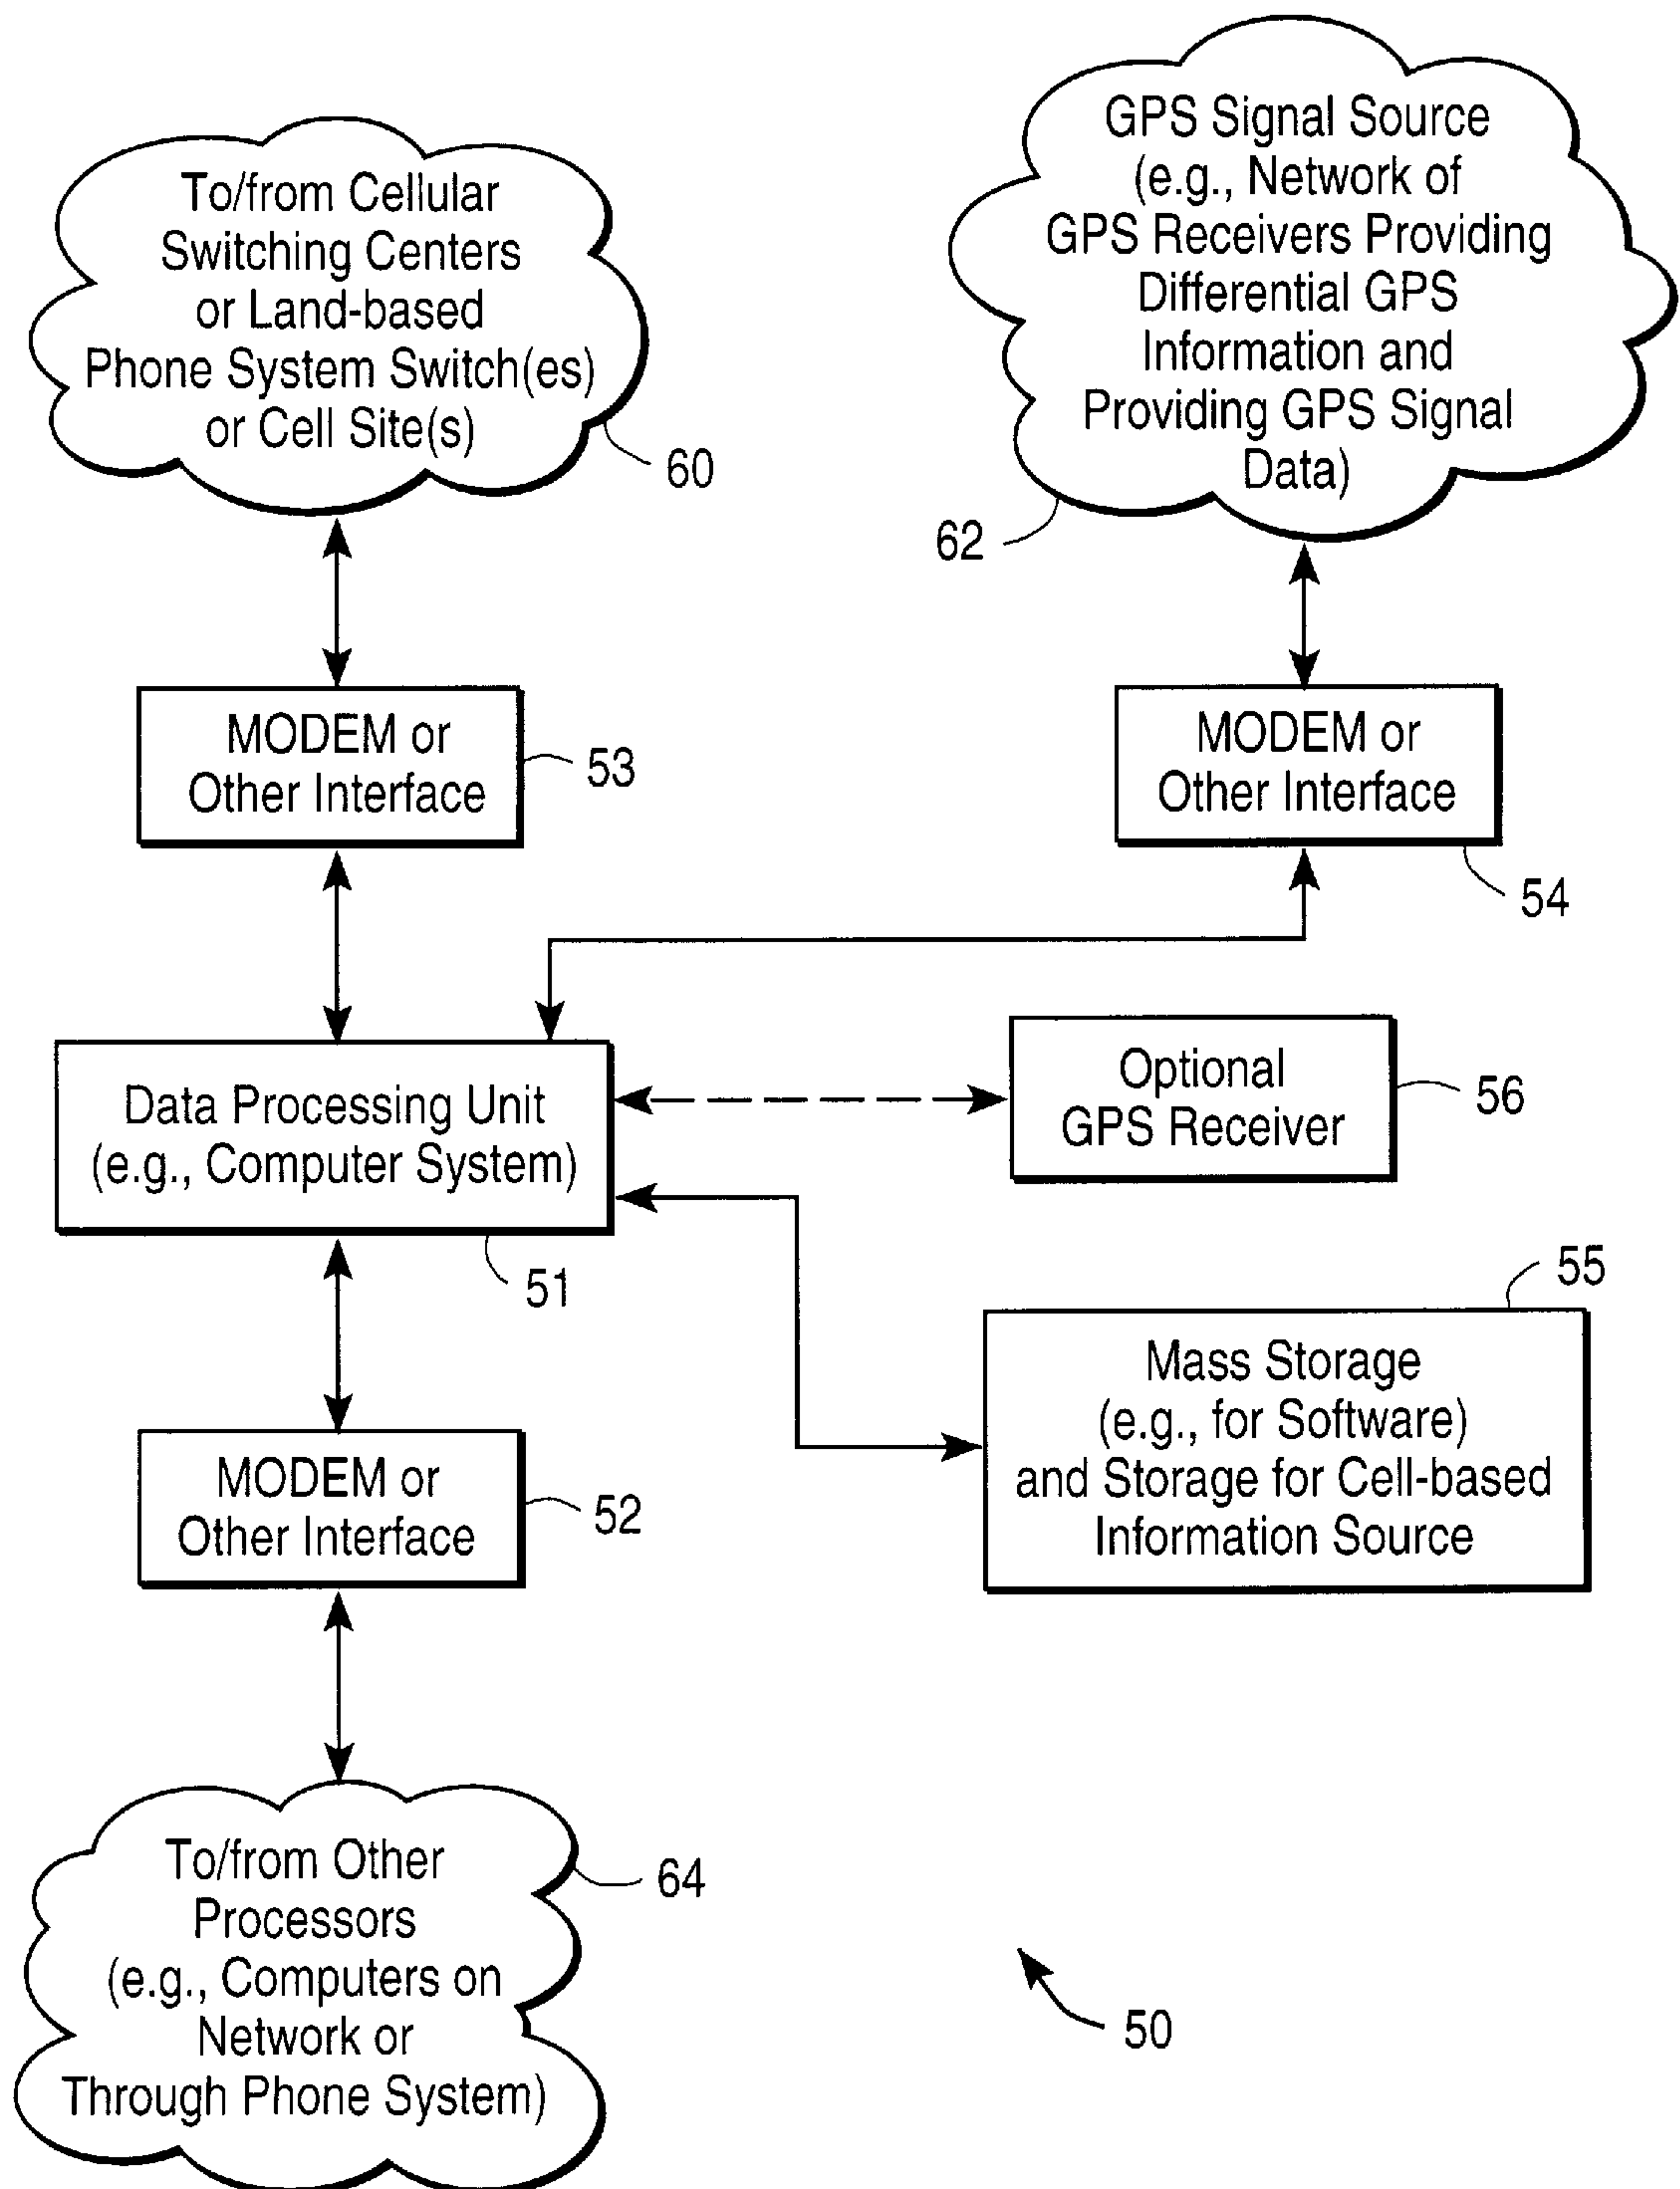 To/from Cellular
Switching Centers
or Land-based
Phone System Switch(es)
or Cell Site(s)
60
GPS Signal Source
(e.g., Network of
GPS Receivers Providing
Differential GPS
Information and
Providing GPS Signal
Data)
62
MODEM or
Other Interface
53
MODEM or
Other Interface
54
Data Processing Unit
(e.g., Computer System)
51
Optional
GPS Receiver
56
55
Mass Storage
(e.g., for Software)
and Storage for Cell-based
Information Source
MODEM or
Other Interface
52
To/from Other
Processors
(e.g., Computers on
Network or
Through Phone System)
64
50